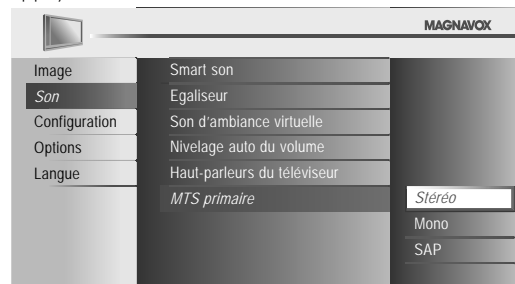 MAGNAVOX
Image
Son
Configuration
Options
Langue
Smart son
Egaliseur
Son d'ambiance virtuelle
Nivelage auto du volume
Haut-parleurs du téléviseur
MTS primaire
Stéréo
Mono
SAP